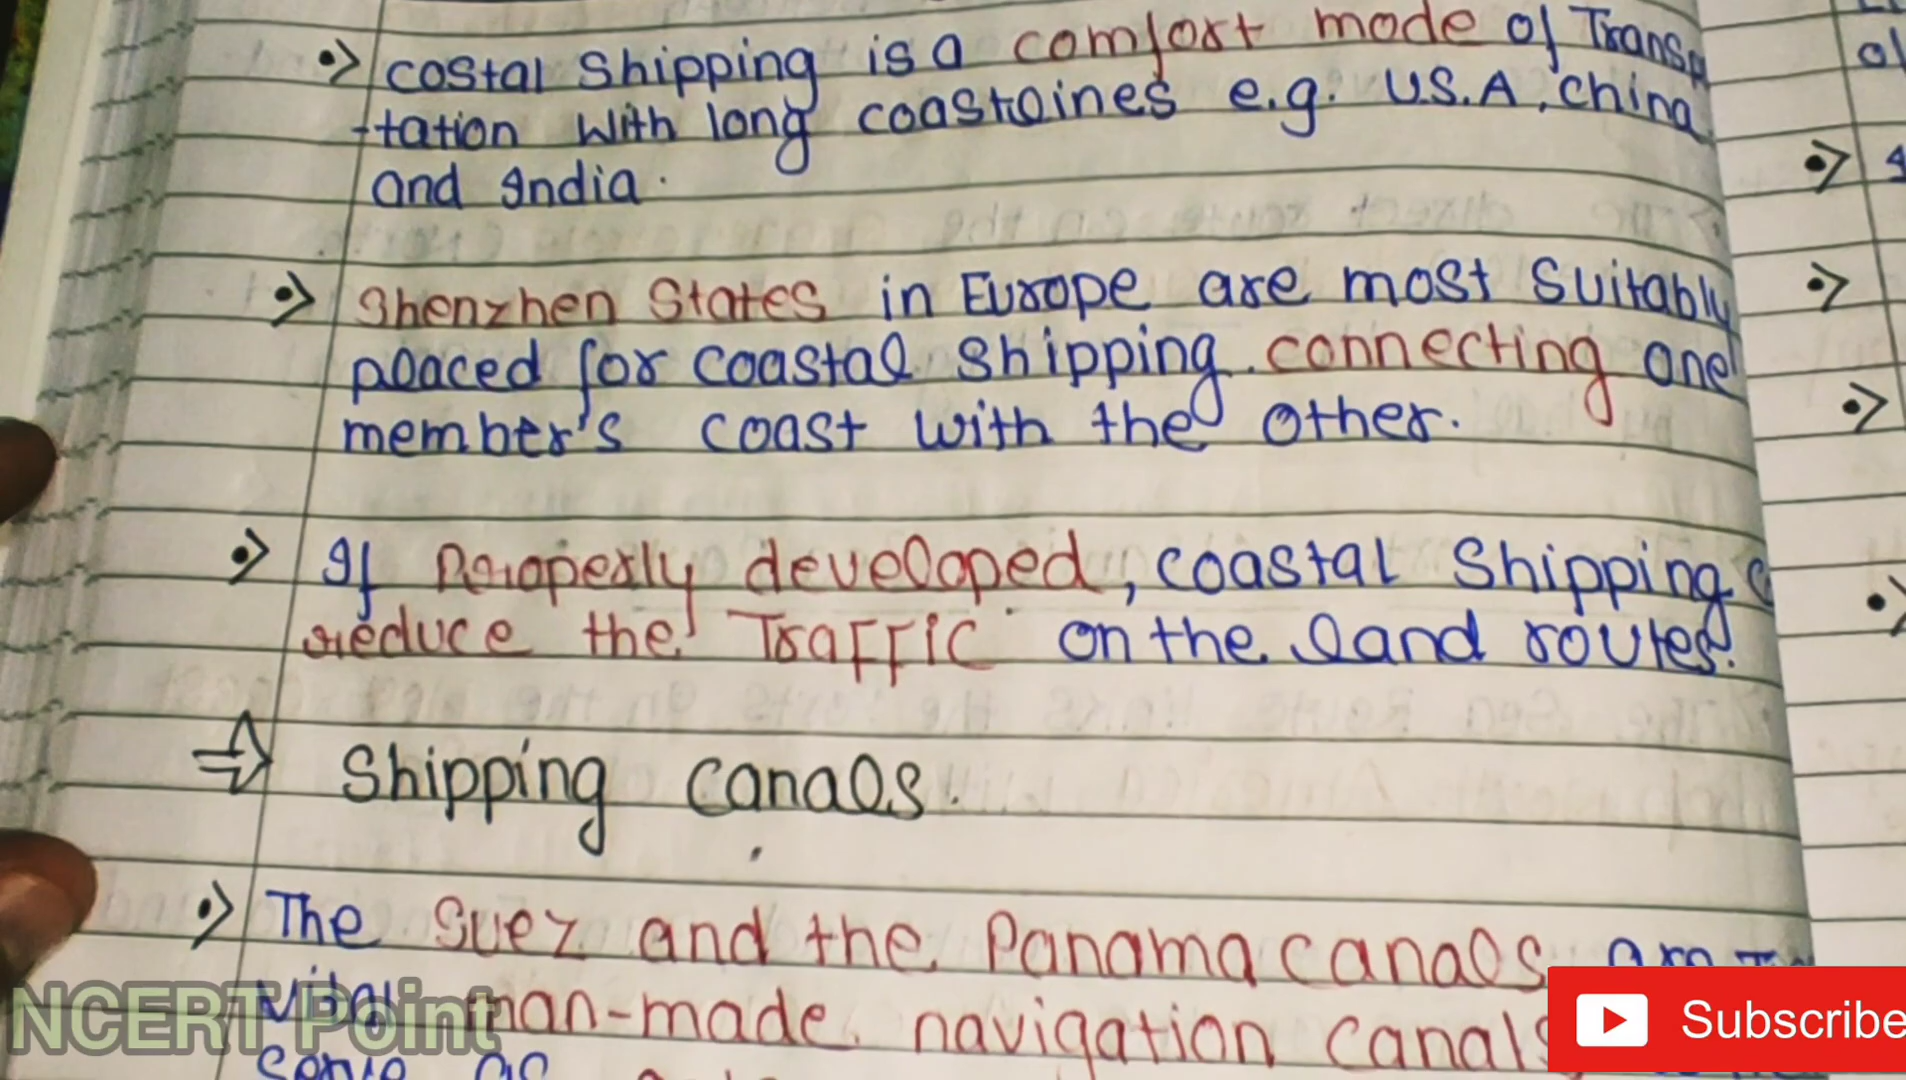 costal Shipping is a comfort mode of Transp
-tation with long coastlines e.g. U.S.A, china
and India.
Shenzhen States in Europe are most Suitably
placed for coastal Shipping connecting one
member's coast with the other.
If Properly developed, coastal Shipping c
reduce the Traffic on the land routes.
Shipping canals.
The Suez and the Panama canals are
vital man-made navigation canals
NCERT Point
Subscribe